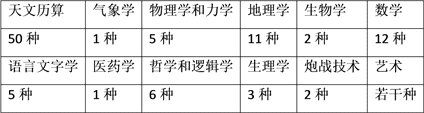 天文历算 气象学 物理学和力学 地理学 生物学 数学
50 种 1 种 5 种 11 种 2 种 12 种
语言文字学 医药学 哲学和逻辑学 生理学 炮战技术 艺术
5 种 1 种 6 种 3 种 2 种 若干种